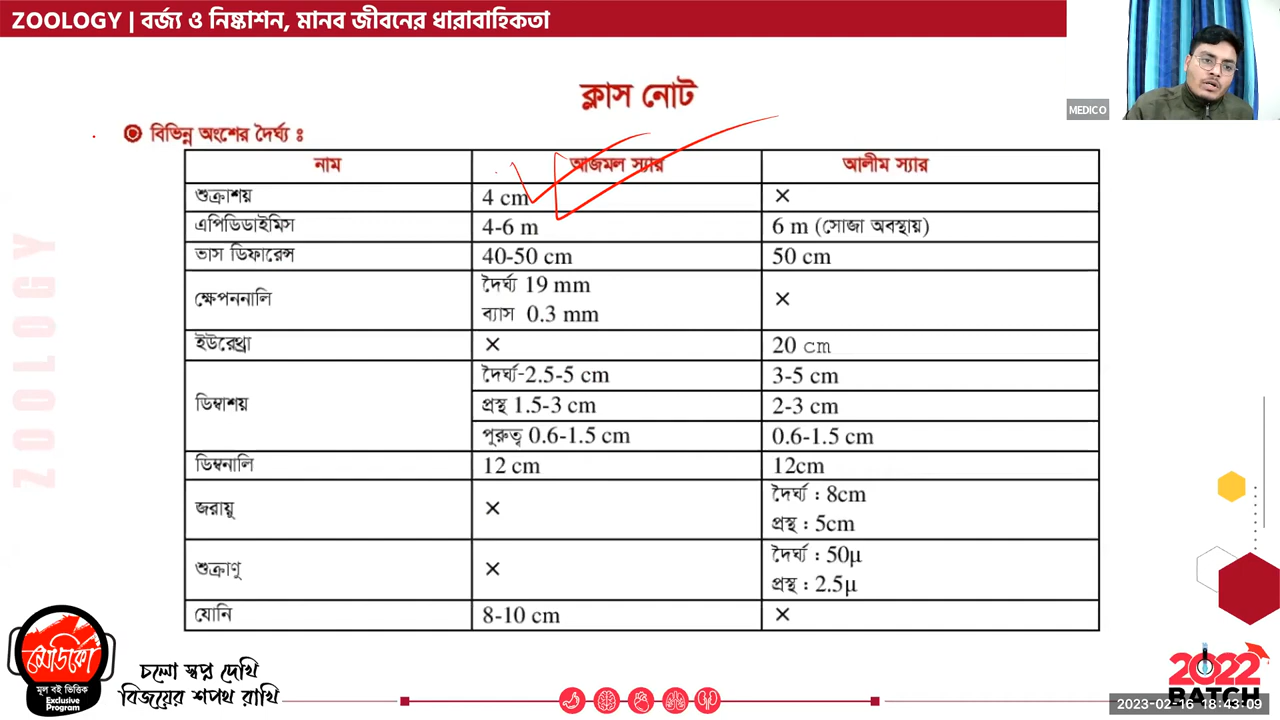 ZOOLOGY | বর্জ্য ও নিষ্কাশন, মানব জীবনের ধারাবাহিকতা
MEDICO
ক্লাস নোট
বিভিন্ন অংশের দৈর্ঘ্য ঃ
নাম আজমল স্যার আলীম স্যার
শুক্রাশয় 4 cm ×
এপিডিডাইমিস 4-6 m 6 m (সোজা অবস্থায়)
ভাস ডিফারেন্স 40-50 cm 50 cm
ক্ষেপননালি দৈর্ঘ্য 19 mm ×
ব্যাস 0.3 mm
ইউরেথ্রা × 20 cm
ডিম্বাশয় দৈর্ঘ্য-2.5-5 cm 3-5 cm
প্রস্থ 1.5-3 cm 2-3 cm
পুরুত্ব 0.6-1.5 cm 0.6-1.5 cm
ডিম্বনালি 12 cm 12cm
জরায়ু × দৈর্ঘ্য : 8cm
প্রস্থ : 5cm
শুক্রাণু × দৈর্ঘ্য : 50µ
প্রস্থ : 2.5µ
যোনি 8-10 cm ×
ZOOLOGY
মেডিকো
মূল বই ভিত্তিক
Exclusive
Program
চলো স্বপ্ন দেখি
বিজয়ের শপথ রাখি
2022
BATCH
2023-02-16 18:43:09